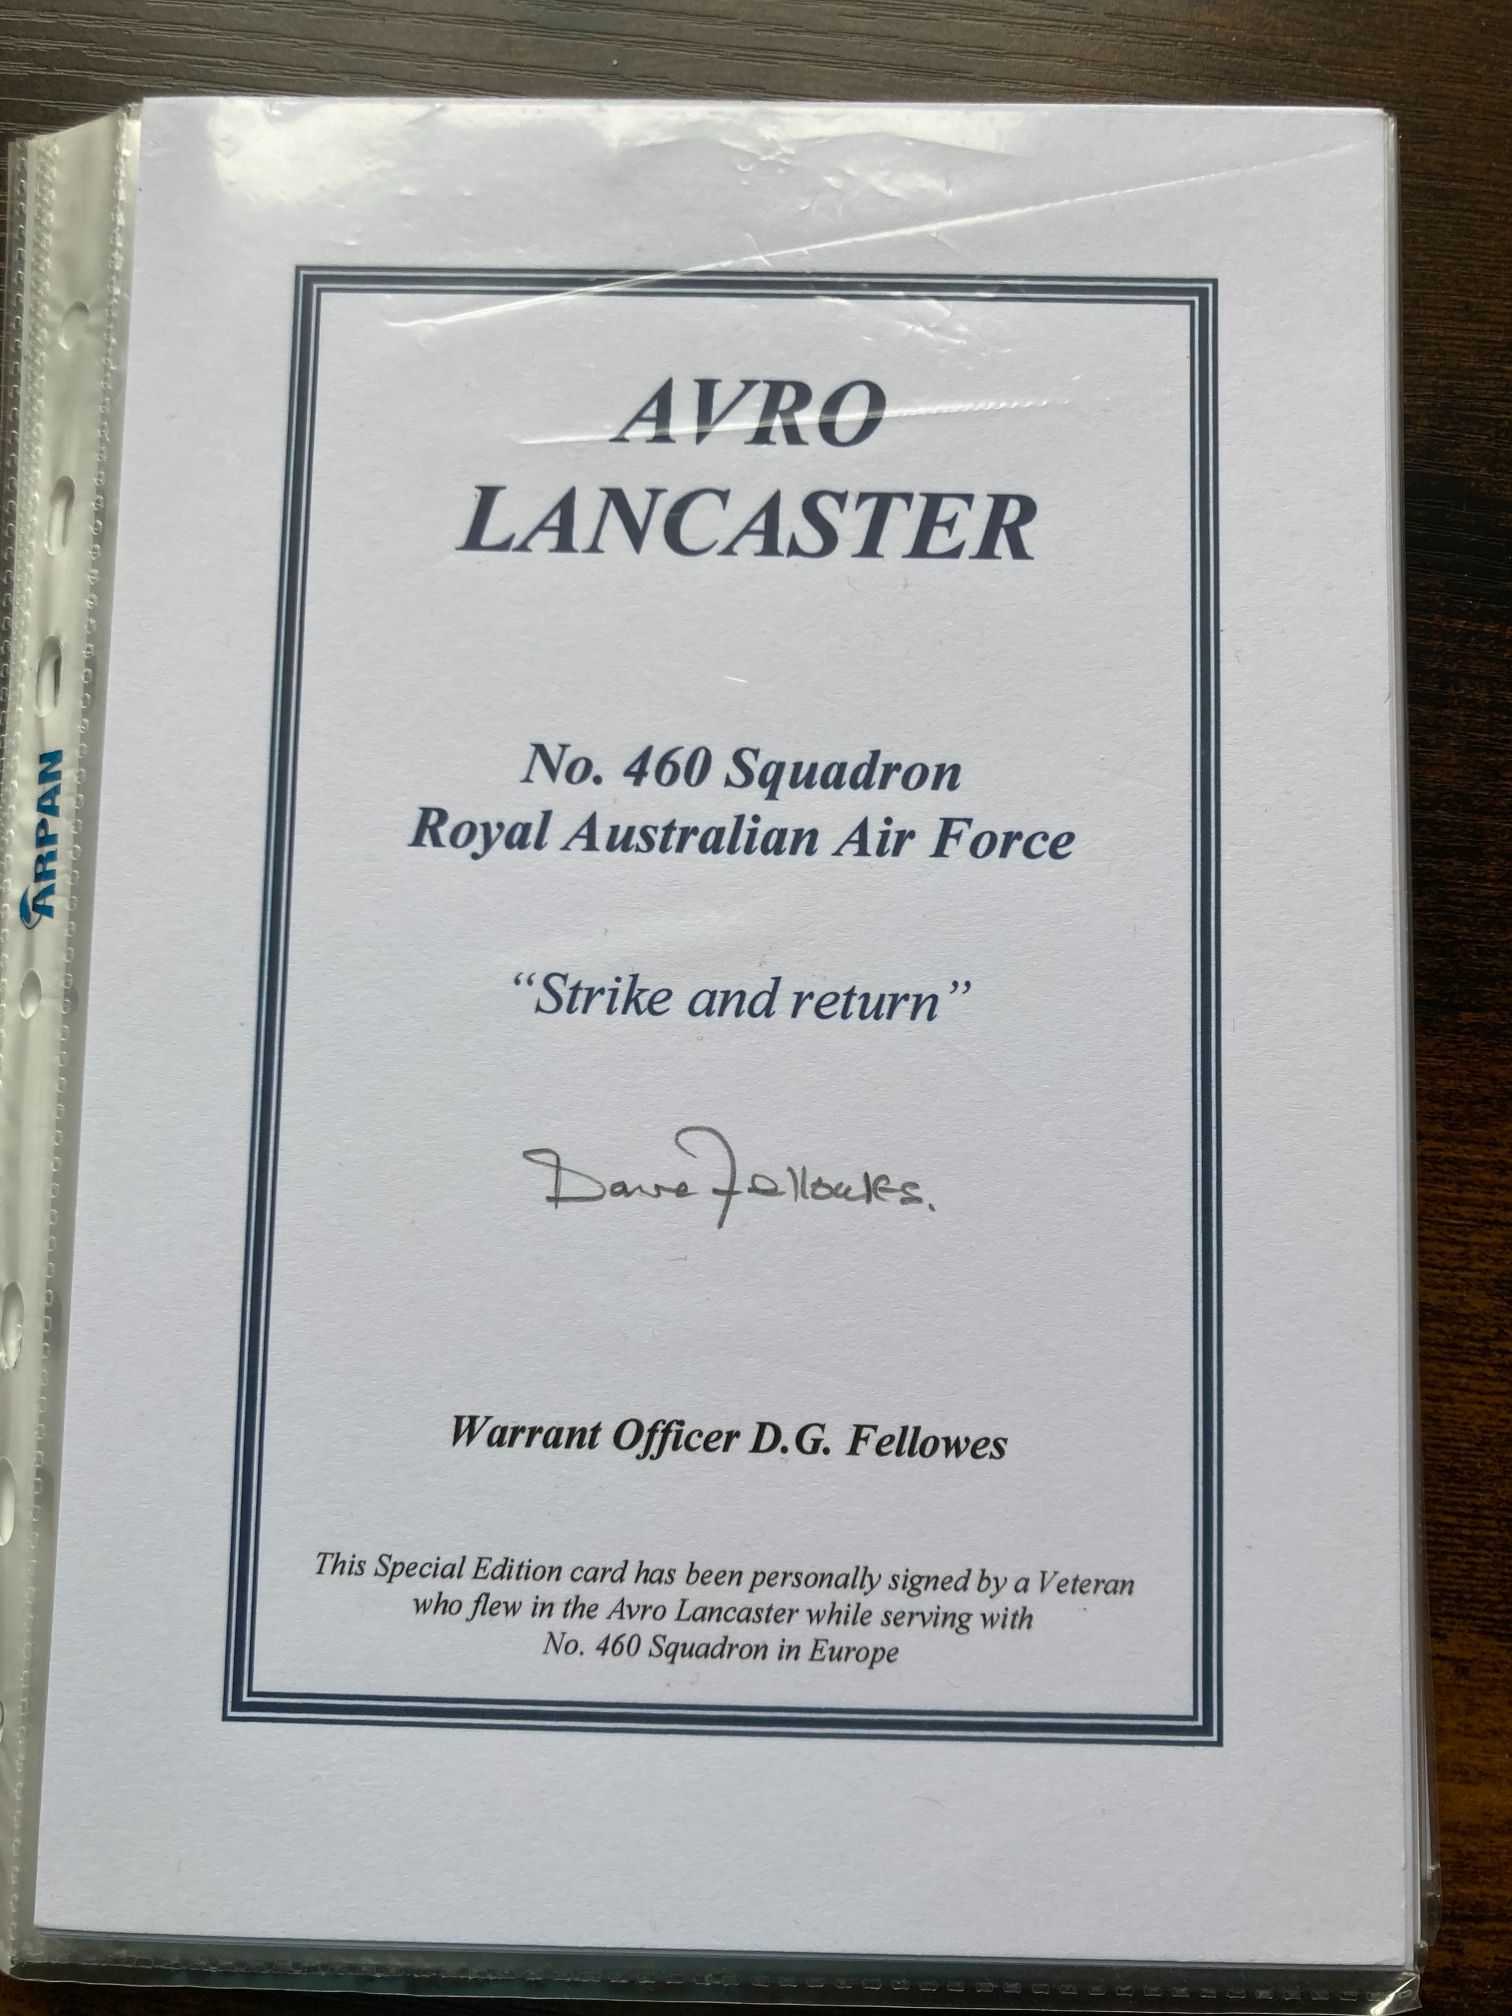 AVRO
LANCASTER
No. 460 Squadron
Royal Australian Air Force
“Strike and return”
Dave Fellowes.
Warrant Officer D.G. Fellowes
This Special Edition card has been personally signed by a Veteran
who flew in the Avro Lancaster while serving with
No. 460 Squadron in Europe
ARPAN